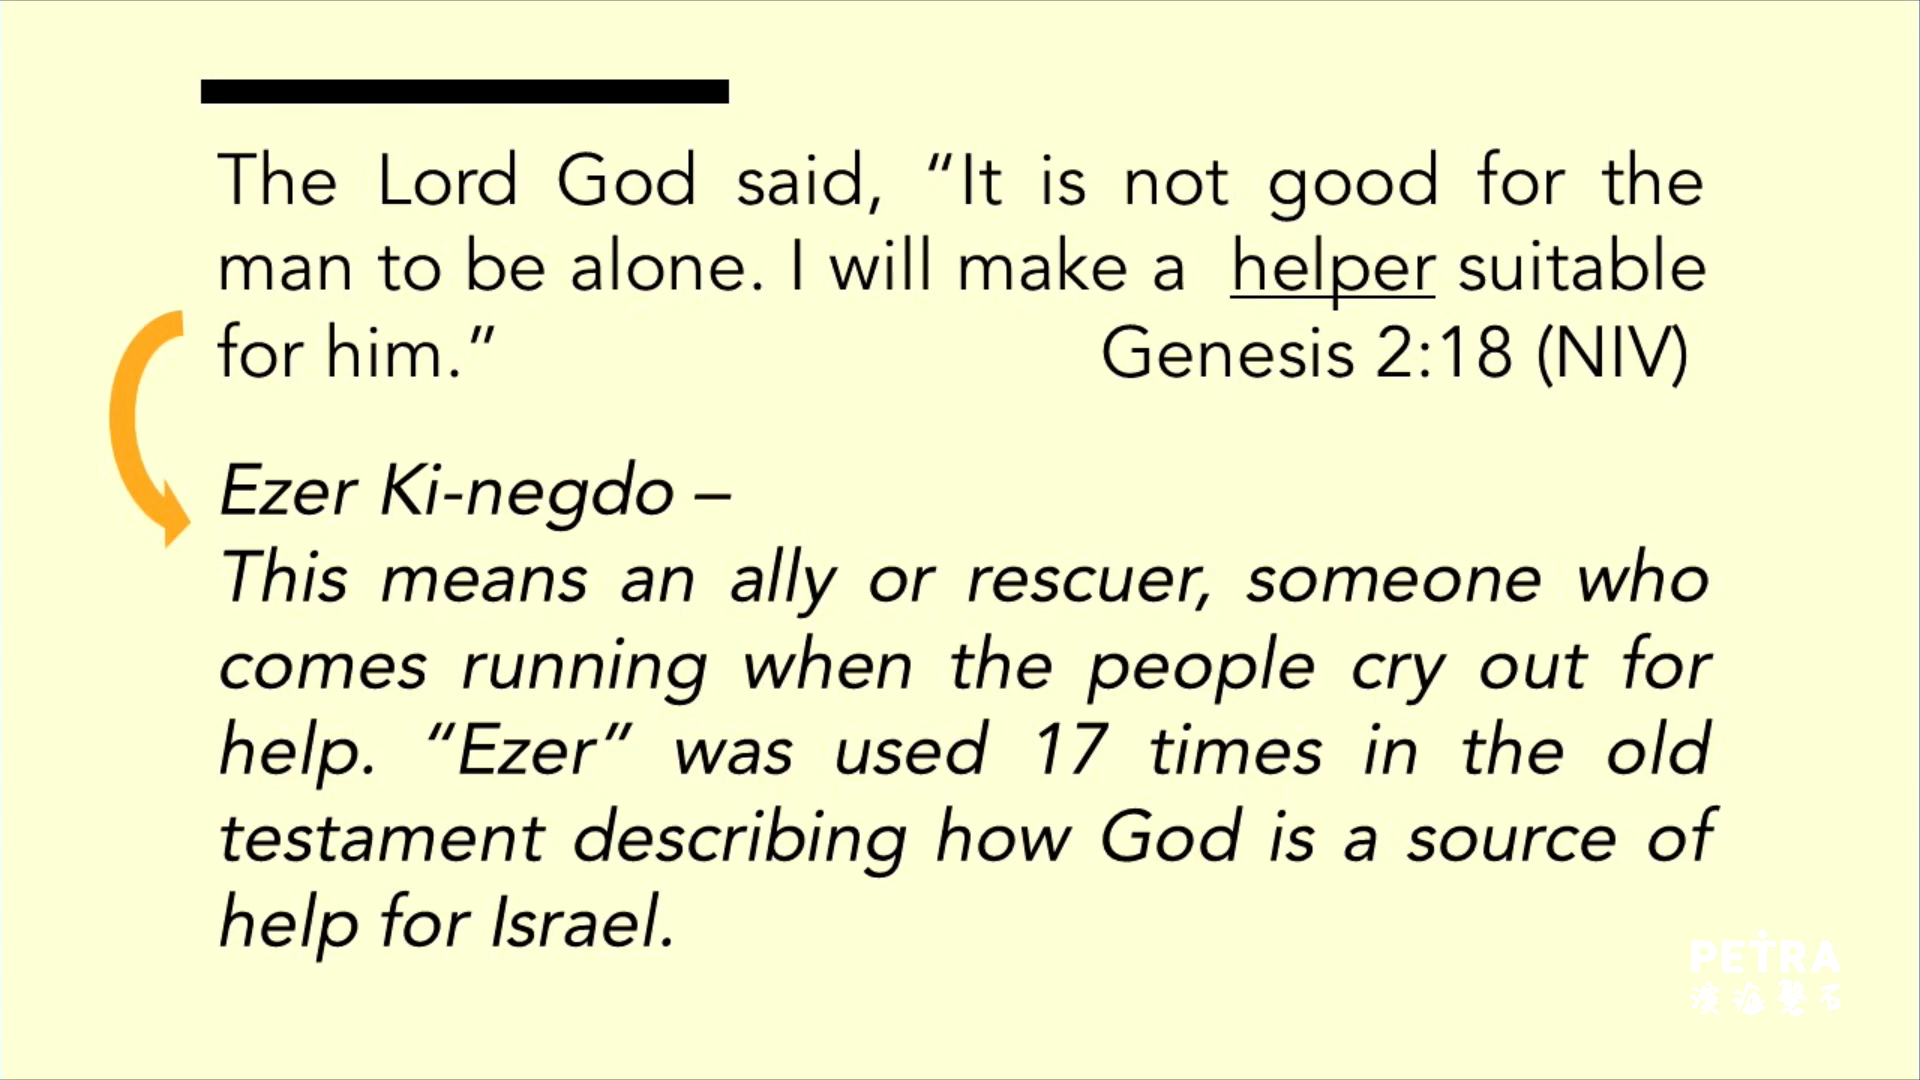 The Lord God said, “It is not good for the
man to be alone. I will make a helper suitable
for him.” Genesis 2:18 (NIV)
Ezer Ki-negdo –
This means an ally or rescuer, someone who
comes running when the people cry out for
help. “Ezer” was used 17 times in the old
testament describing how God is a source of
help for Israel.
PETRA